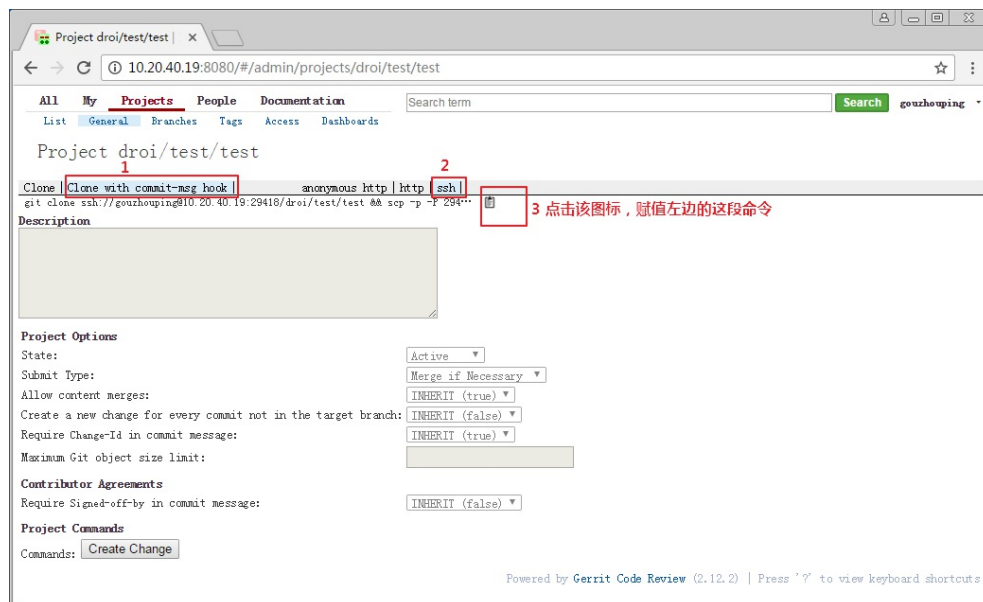 Project droi/test/test
10.20.40.19:8080/#/admin/projects/droi/test/test
All My Projects People Documentation Search term Search gouzhouping
List General Branches Tags Access Dashboards
Project droi/test/test
1 2
Clone Clone with commit-msg hook anonymous http http ssh
git clone ssh://gouzhouping@10.20.40.19:29418/droi/test/test && scp -p -P 294…
3 点击该图标，赋值左边的这段命令
Description
Project Options
State: Active
Submit Type: Merge if Necessary
Allow content merges: INHERIT (true)
Create a new change for every commit not in the target branch: INHERIT (false)
Require Change-Id in commit message: INHERIT (true)
Maximum Git object size limit:
Contributor Agreements
Require Signed-off-by in commit message: INHERIT (false)
Project Commands
Commands: Create Change
Powered by Gerrit Code Review (2.12.2) | Press '?' to view keyboard shortcuts